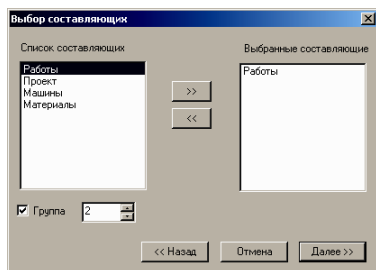 Выбор составляющих
Список составляющих
Выбранные составляющие
Работы
Проект
Машины
Материалы
Работы
>>
<<
Группа 2
<< Назад Отмена Далее >>